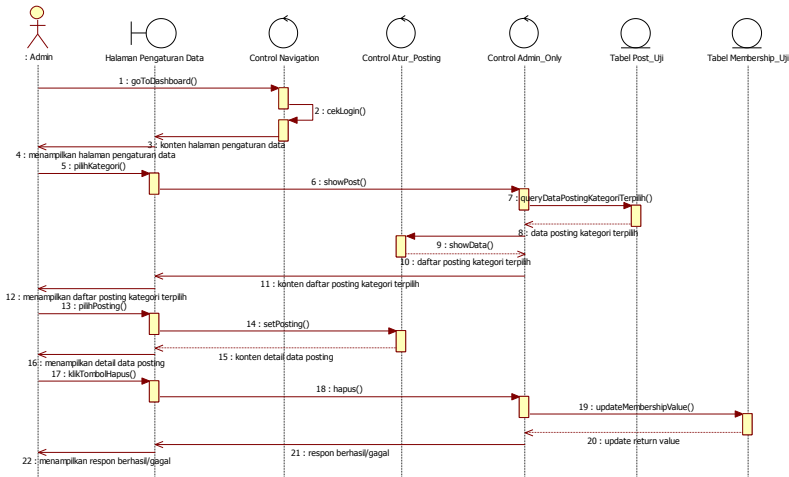 : Admin
Halaman Pengaturan Data
Control Navigation
Control Atur_Posting
Control Admin_Only
Tabel Post_Uji
Tabel Membership_Uji
1 : goToDashboard()
2 : cekLogin()
3 : konten halaman pengaturan data
4 : menampilkan halaman pengaturan data
5 : pilihKategori()
6 : showPost()
7 : queryDataPostingKategoriTerpilih()
8 : data posting kategori terpilih
9 : showData()
10 : daftar posting kategori terpilih
11 : konten daftar posting kategori terpilih
12 : menampilkan daftar posting kategori terpilih
13 : pilihPosting()
14 : setPosting()
15 : konten detail data posting
16 : menampilkan detail data posting
17 : klikTombolHapus()
18 : hapus()
19 : updateMembershipValue()
20 : update return value
21 : respon berhasil/gagal
22 : menampilkan respon berhasil/gagal